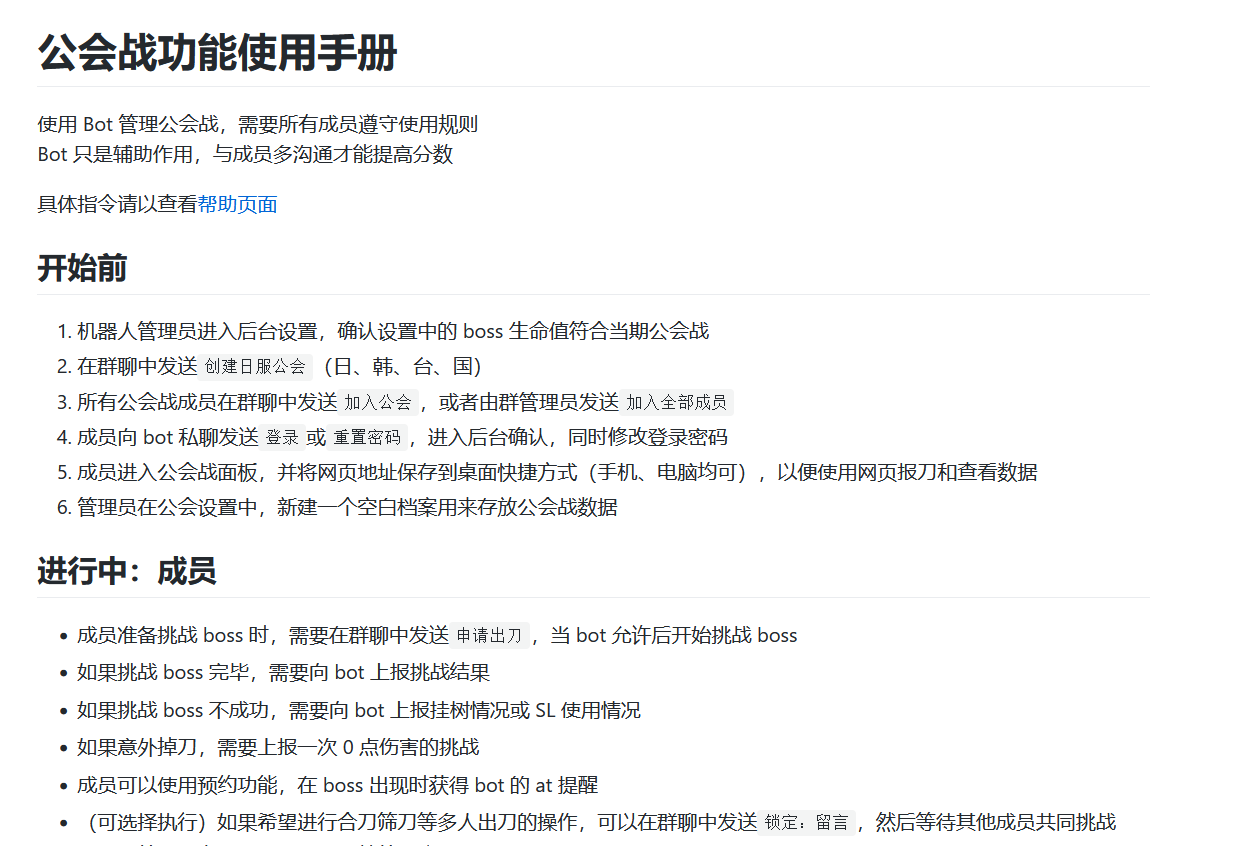 公会战功能使用手册
使用 Bot 管理公会战，需要所有成员遵守使用规则
Bot 只是辅助作用，与成员多沟通才能提高分数
具体指令请以查看帮助页面
开始前
1. 机器人管理员进入后台设置，确认设置中的 boss 生命值符合当期公会战
2. 在群聊中发送 创建日服公会 （日、韩、台、国）
3. 所有公会战成员在群聊中发送 加入公会 ，或者由群管理员发送 加入全部成员
4. 成员向 bot 私聊发送 登录 或 重置密码 ，进入后台确认，同时修改登录密码
5. 成员进入公会战面板，并将网页地址保存到桌面快捷方式（手机、电脑均可），以便使用网页报刀和查看数据
6. 管理员在公会设置中，新建一个空白档案用来存放公会战数据
进行中：成员
• 成员准备挑战 boss 时，需要在群聊中发送 申请出刀 ，当 bot 允许后开始挑战 boss
• 如果挑战 boss 完毕，需要向 bot 上报挑战结果
• 如果挑战 boss 不成功，需要向 bot 上报挂树情况或 SL 使用情况
• 如果意外掉刀，需要上报一次 0 点伤害的挑战
• 成员可以使用预约功能，在 boss 出现时获得 bot 的 at 提醒
• （可选择执行）如果希望进行合刀筛刀等多人出刀的操作，可以在群聊中发送 锁定：留言 ，然后等待其他成员共同挑战